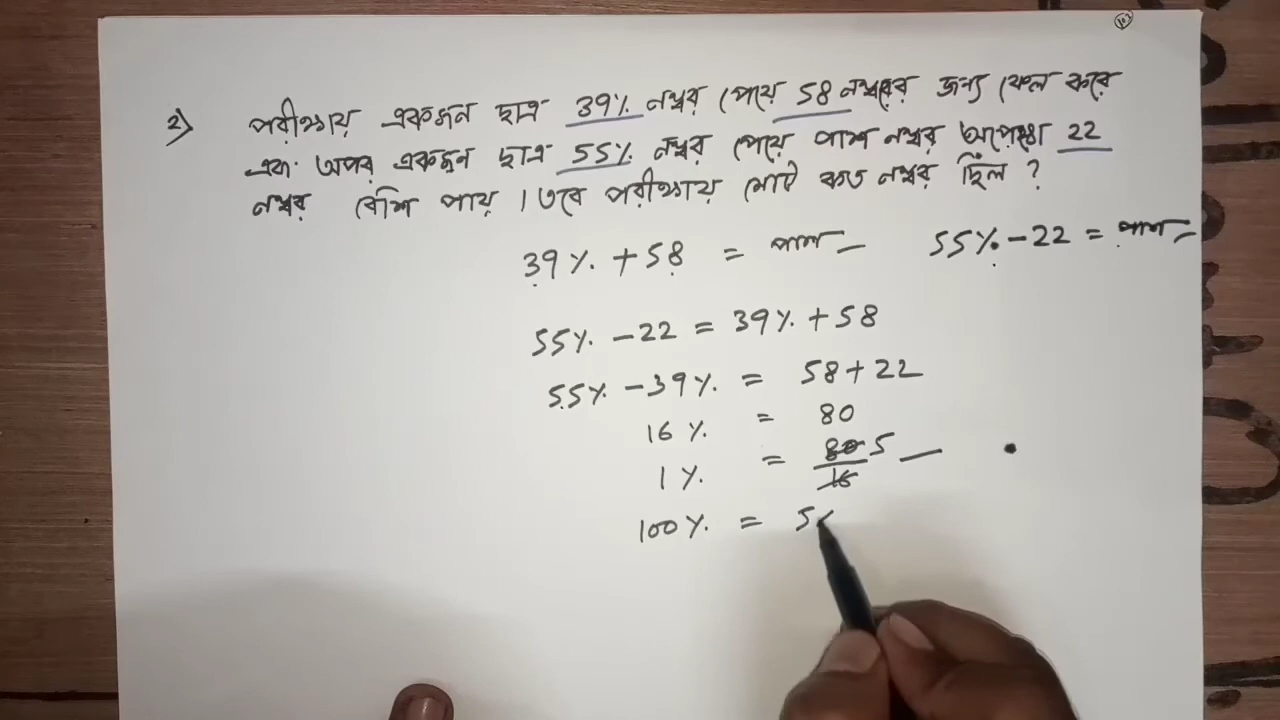 102
2) পরীক্ষায় একজন ছাত্র 39% নম্বর পেয়ে 58 নম্বরের জন্য ফেল করে
এবং অপর একজন ছাত্র 55% নম্বর পেয়ে পাশ নম্বর অপেক্ষা 22
নম্বর বেশি পায়। তবে পরীক্ষায় মোট কত নম্বর ছিল ?
39% + 58 = পাশ 55% - 22 = পাশ
55% - 22 = 39% + 58
55% - 39% = 58 + 22
16% = 80
1% = 80/16 5
100% = 5